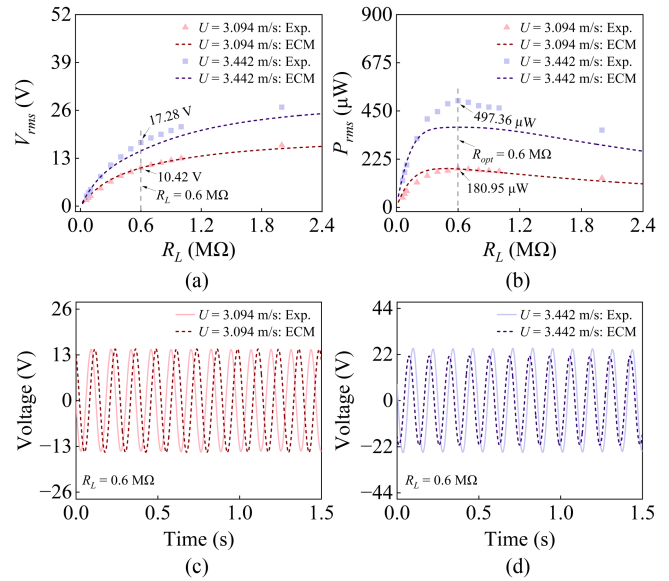 52
39
26
13
0
V_rms (V)
U = 3.094 m/s: Exp.
U = 3.094 m/s: ECM
U = 3.442 m/s: Exp.
U = 3.442 m/s: ECM
17.28 V
10.42 V
R_L = 0.6 MΩ
0.0 0.6 1.2 1.8 2.4
R_L (MΩ)
(a)
900
675
450
225
0
P_rms (μW)
U = 3.094 m/s: Exp.
U = 3.094 m/s: ECM
U = 3.442 m/s: Exp.
U = 3.442 m/s: ECM
497.36 μW
R_opt = 0.6 MΩ
180.95 μW
0.0 0.6 1.2 1.8 2.4
R_L (MΩ)
(b)
26
13
0
−13
−26
Voltage (V)
U = 3.094 m/s: Exp.
U = 3.094 m/s: ECM
R_L = 0.6 MΩ
0.0 0.5 1.0 1.5
Time (s)
(c)
44
22
0
−22
−44
Voltage (V)
U = 3.442 m/s: Exp.
U = 3.442 m/s: ECM
R_L = 0.6 MΩ
0.0 0.5 1.0 1.5
Time (s)
(d)